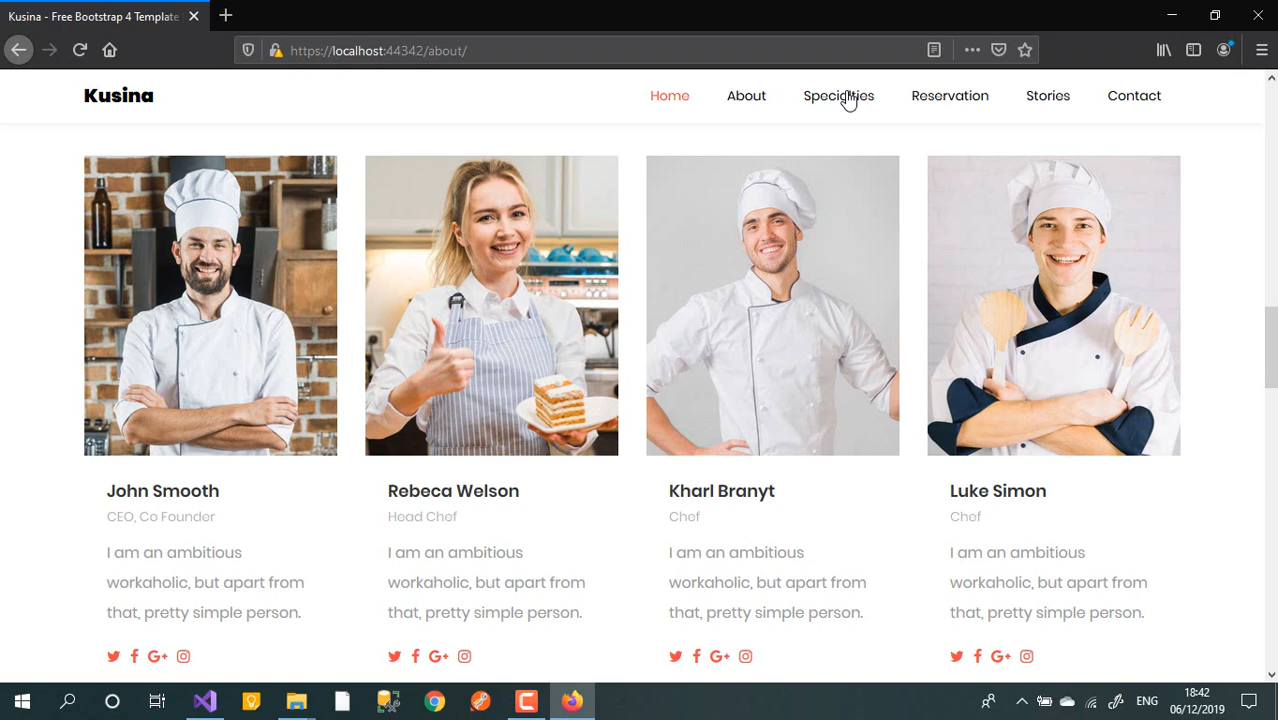 Kusina - Free Bootstrap 4 Template
https://localhost:44342/about/
Kusina
Home About Specialties Reservation Stories Contact
John Smooth
CEO, Co Founder
I am an ambitious
workaholic, but apart from
that, pretty simple person.
Rebeca Welson
Head Chef
I am an ambitious
workaholic, but apart from
that, pretty simple person.
Kharl Branyt
Chef
I am an ambitious
workaholic, but apart from
that, pretty simple person.
Luke Simon
Chef
I am an ambitious
workaholic, but apart from
that, pretty simple person.
ENG
18:42
06/12/2019